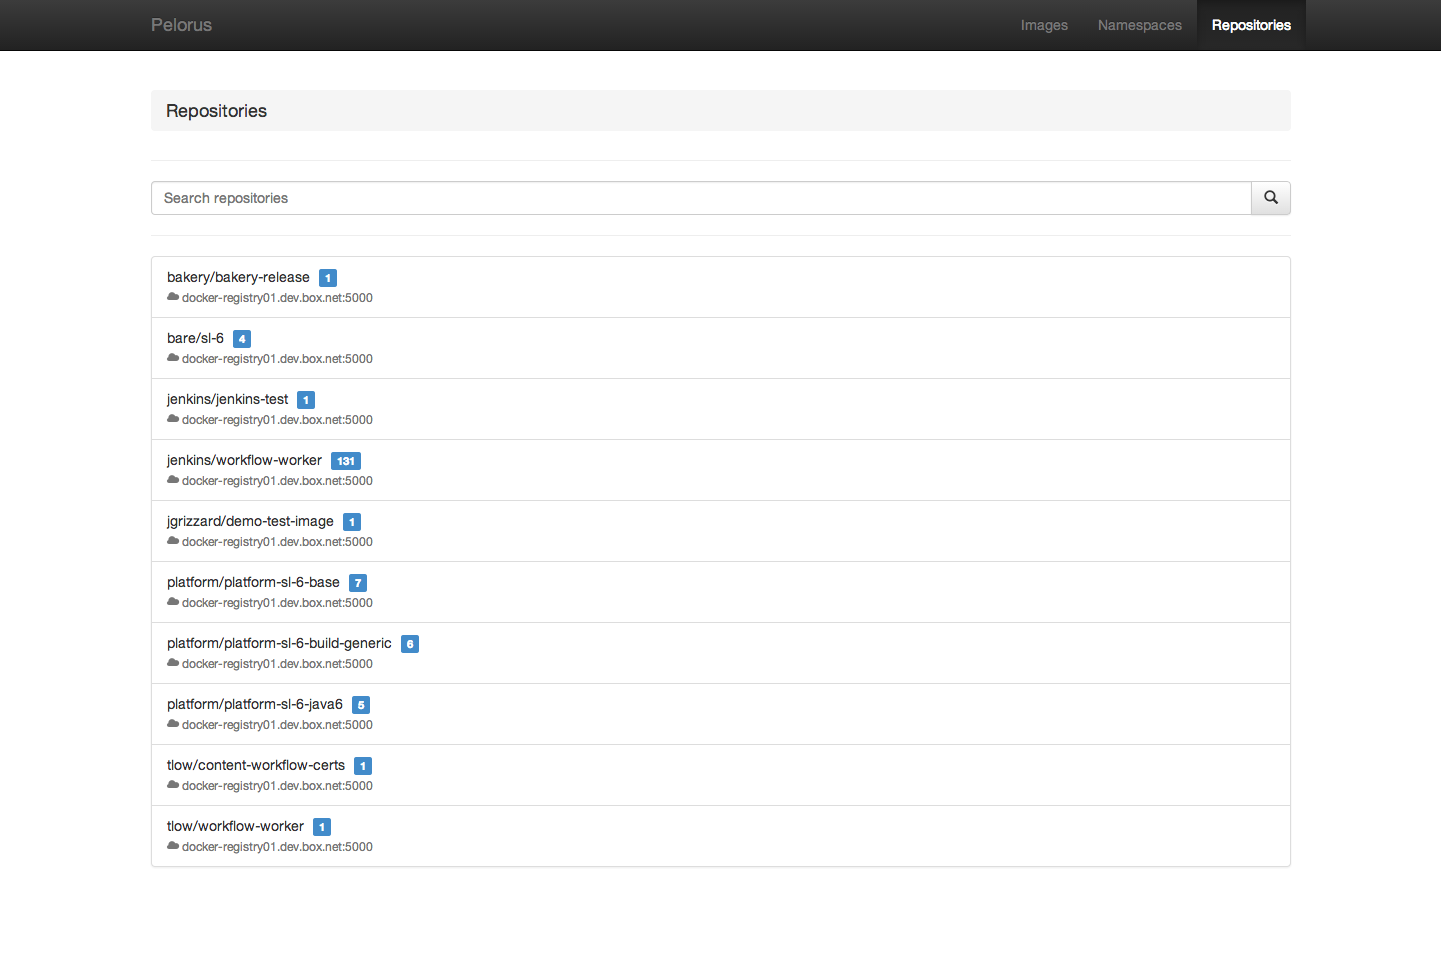 Pelorus Images Namespaces Repositories
Repositories
Search repositories
bakery/bakery-release 1
docker-registry01.dev.box.net:5000
bare/sl-6 4
docker-registry01.dev.box.net:5000
jenkins/jenkins-test 1
docker-registry01.dev.box.net:5000
jenkins/workflow-worker 131
docker-registry01.dev.box.net:5000
jgrizzard/demo-test-image 1
docker-registry01.dev.box.net:5000
platform/platform-sl-6-base 7
docker-registry01.dev.box.net:5000
platform/platform-sl-6-build-generic 6
docker-registry01.dev.box.net:5000
platform/platform-sl-6-java6 5
docker-registry01.dev.box.net:5000
tlow/content-workflow-certs 1
docker-registry01.dev.box.net:5000
tlow/workflow-worker 1
docker-registry01.dev.box.net:5000